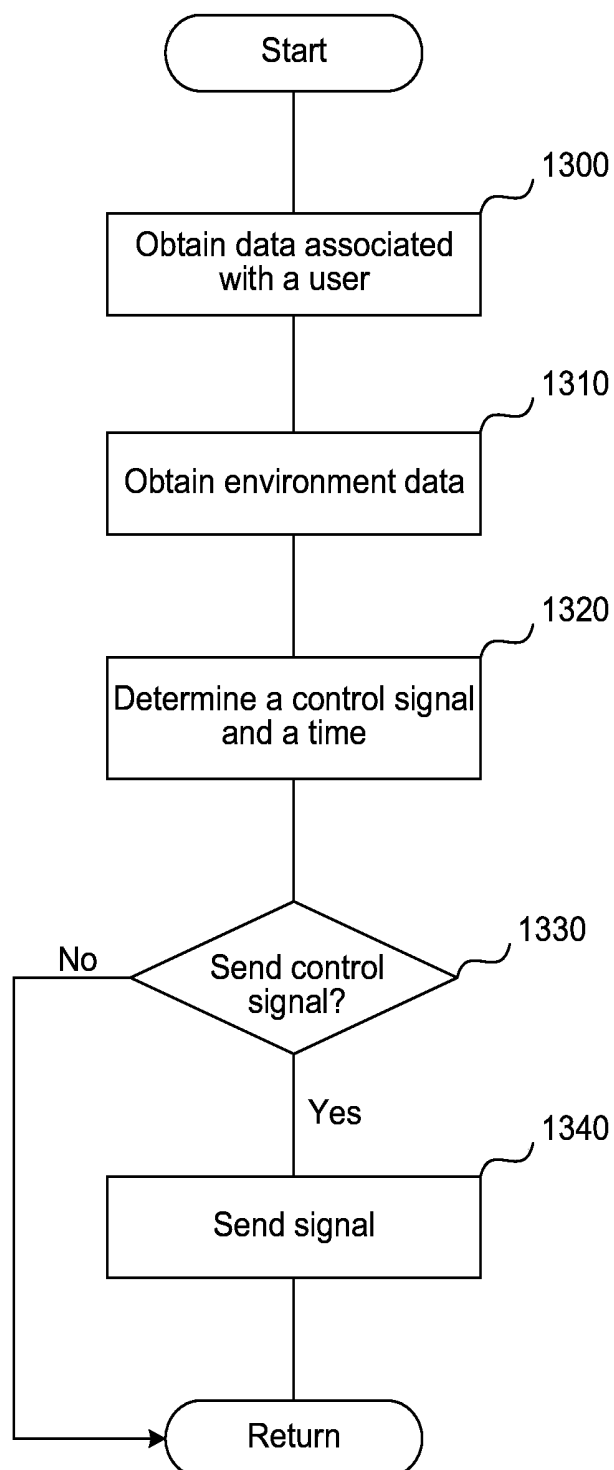 Start
1300
Obtain data associated
with a user
1310
Obtain environment data
1320
Determine a control signal
and a time
1330
No
Send control
signal?
Yes
1340
Send signal
Return